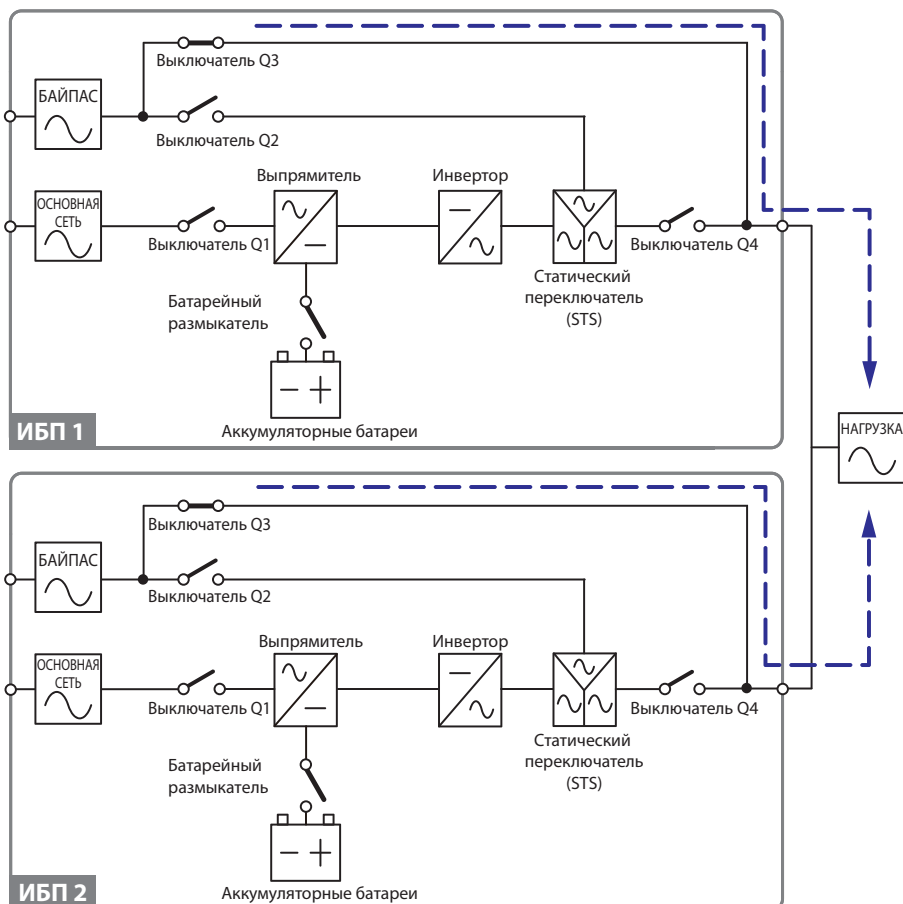 Выключатель Q3
БАЙПАС
Выключатель Q2
Выпрямитель
Инвертор
ОСНОВНАЯ
СЕТЬ
Выключатель Q1
Выключатель Q4
Статический
переключатель
(STS)
Батарейный
размыкатель
Аккумуляторные батареи
ИБП 1
НАГРУЗКА
Выключатель Q3
БАЙПАС
Выключатель Q2
Выпрямитель
Инвертор
ОСНОВНАЯ
СЕТЬ
Выключатель Q1
Выключатель Q4
Статический
переключатель
(STS)
Батарейный
размыкатель
Аккумуляторные батареи
ИБП 2